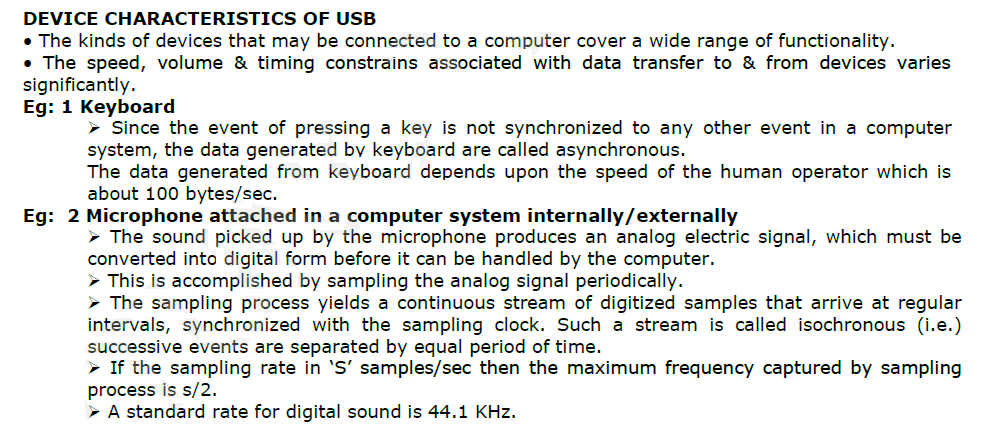 DEVICE CHARACTERISTICS OF USB
• The kinds of devices that may be connected to a computer cover a wide range of functionality.
• The speed, volume & timing constrains associated with data transfer to & from devices varies
significantly.
Eg: 1 Keyboard
➢ Since the event of pressing a key is not synchronized to any other event in a computer
system, the data generated by keyboard are called asynchronous.
The data generated from keyboard depends upon the speed of the human operator which is
about 100 bytes/sec.
Eg: 2 Microphone attached in a computer system internally/externally
➢ The sound picked up by the microphone produces an analog electric signal, which must be
converted into digital form before it can be handled by the computer.
➢ This is accomplished by sampling the analog signal periodically.
➢ The sampling process yields a continuous stream of digitized samples that arrive at regular
intervals, synchronized with the sampling clock. Such a stream is called isochronous (i.e.)
successive events are separated by equal period of time.
➢ If the sampling rate in ‘S’ samples/sec then the maximum frequency captured by sampling
process is s/2.
➢ A standard rate for digital sound is 44.1 KHz.